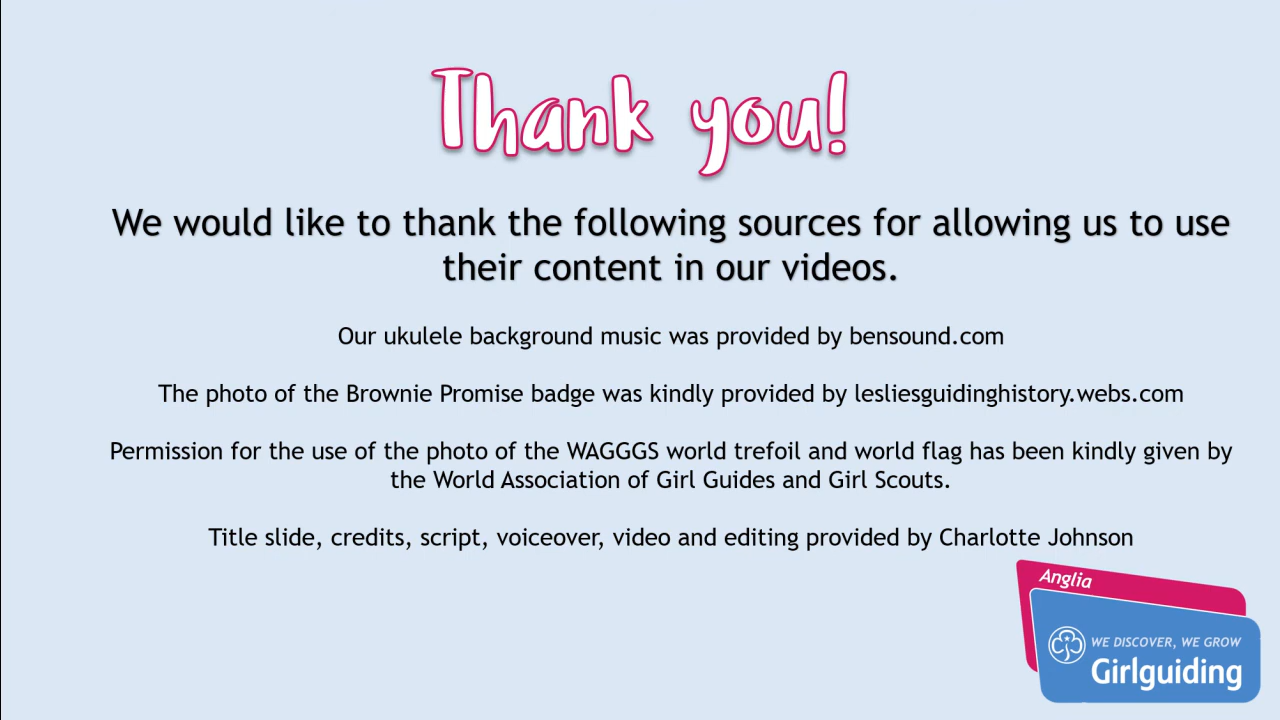 Thank you!
We would like to thank the following sources for allowing us to use
their content in our videos.
Our ukulele background music was provided by bensound.com
The photo of the Brownie Promise badge was kindly provided by lesliesguidinghistory.webs.com
Permission for the use of the photo of the WAGGGS world trefoil and world flag has been kindly given by
the World Association of Girl Guides and Girl Scouts.
Title slide, credits, script, voiceover, video and editing provided by Charlotte Johnson
Anglia
WE DISCOVER, WE GROW
Girlguiding